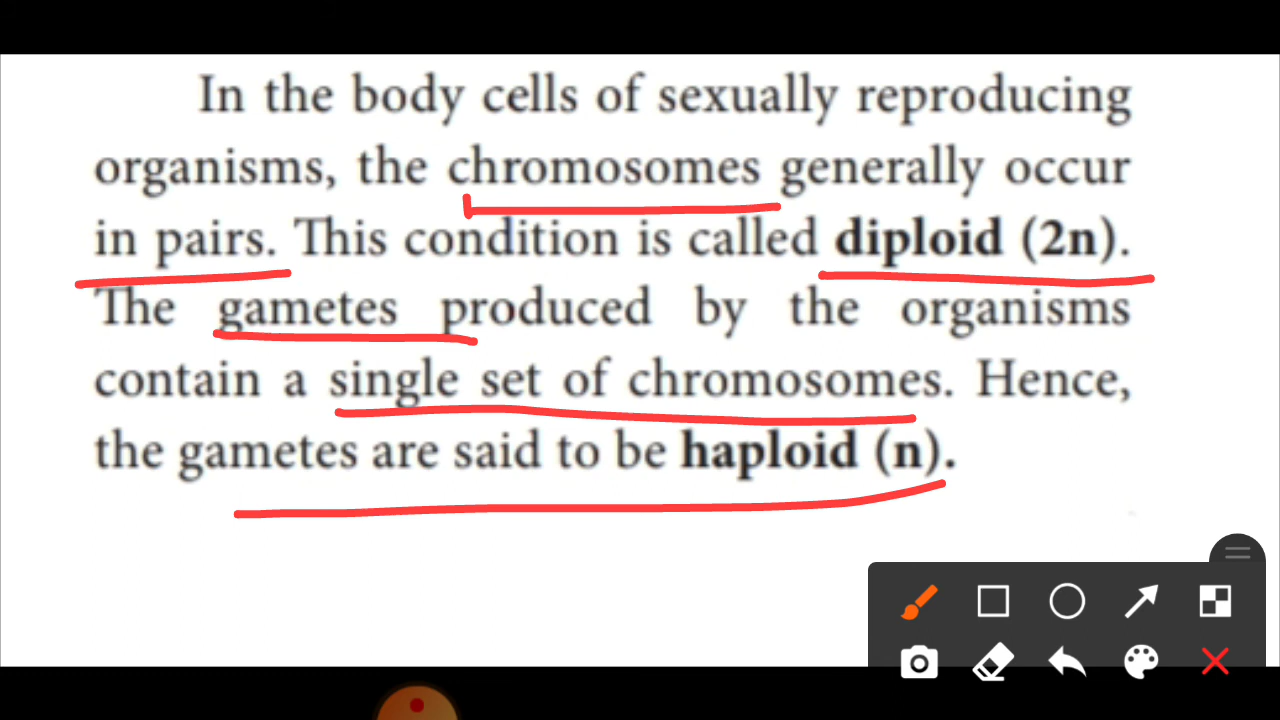 In the body cells of sexually reproducing
organisms, the chromosomes generally occur
in pairs. This condition is called diploid (2n).
The gametes produced by the organisms
contain a single set of chromosomes. Hence,
the gametes are said to be haploid (n).